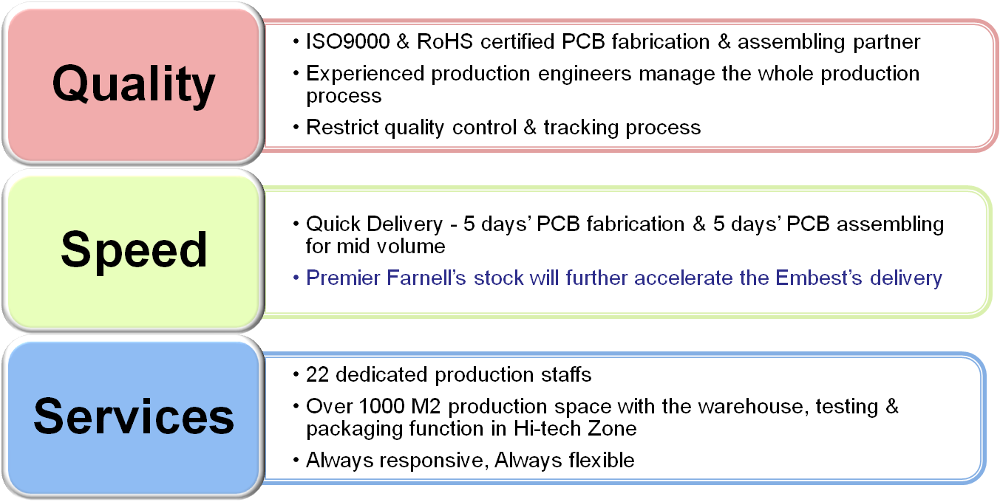 Quality
• ISO9000 & RoHS certified PCB fabrication & assembling partner
• Experienced production engineers manage the whole production
process
• Restrict quality control & tracking process
Speed
• Quick Delivery - 5 days’ PCB fabrication & 5 days’ PCB assembling
for mid volume
• Premier Farnell’s stock will further accelerate the Embest’s delivery
Services
• 22 dedicated production staffs
• Over 1000 M2 production space with the warehouse, testing &
packaging function in Hi-tech Zone
• Always responsive, Always flexible